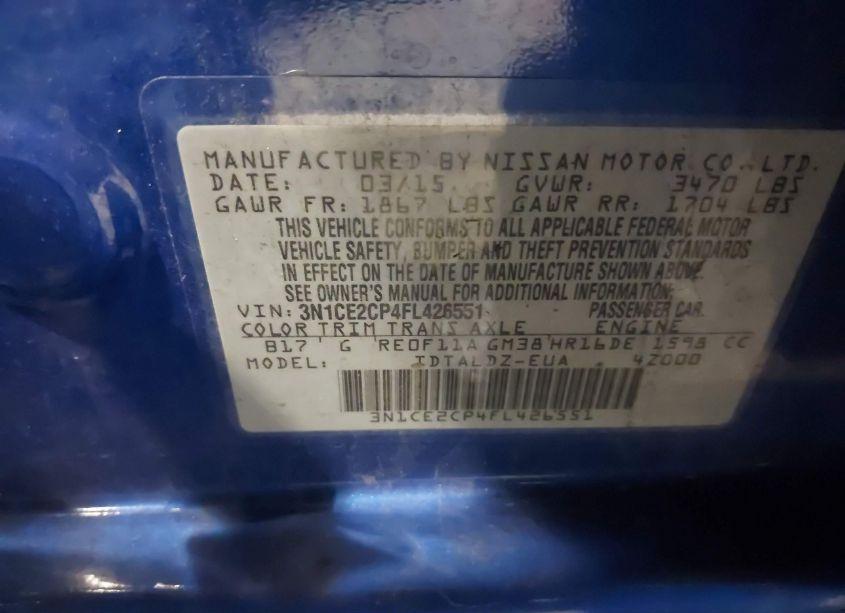 MANUFACTURED BY NISSAN MOTOR CO., LTD.
DATE: 03/15 GVWR: 3470 LBS
GAWR FR: 1867 LBS GAWR RR: 1704 LBS
THIS VEHICLE CONFORMS TO ALL APPLICABLE FEDERAL MOTOR
VEHICLE SAFETY, BUMPER AND THEFT PREVENTION STANDARDS
IN EFFECT ON THE DATE OF MANUFACTURE SHOWN ABOVE.
SEE OWNER'S MANUAL FOR ADDITIONAL INFORMATION.
VIN: 3N1CE2CP4FL426551 PASSENGER CAR
COLOR TRIM TRANS AXLE ENGINE
B17 G RE0F11A GM38 HR16DE 1598 CC
MODEL: IDTALDZ-EUA 4Z000
3N1CE2CP4FL426551